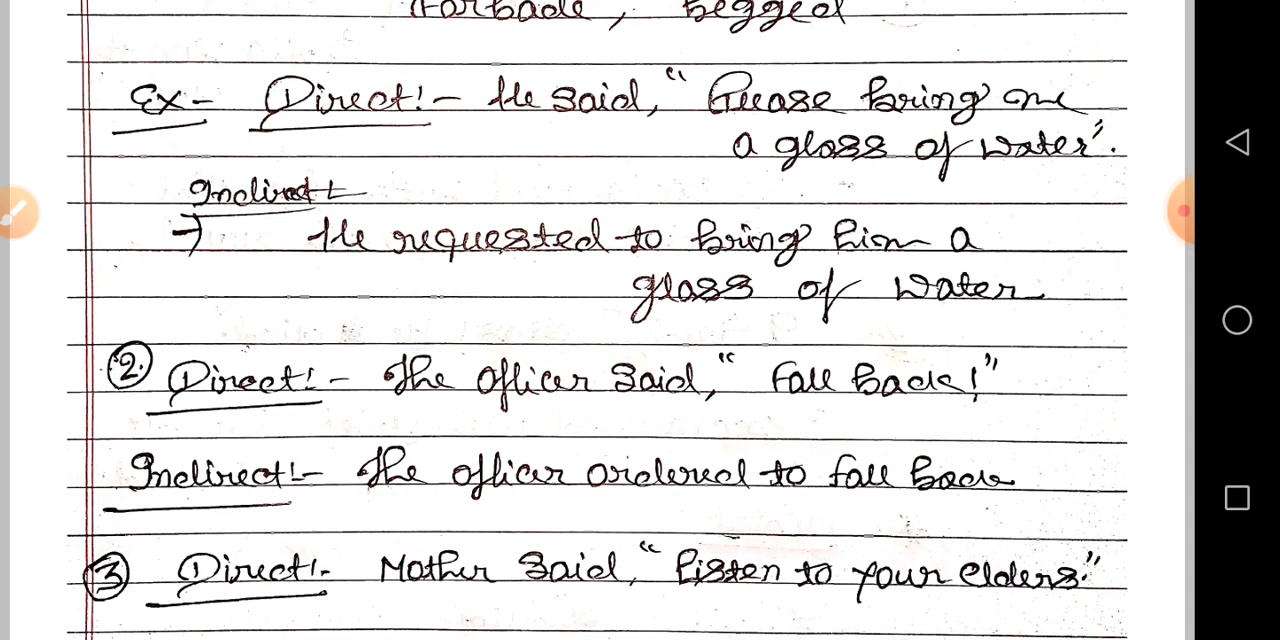 Forbade, Begged
Ex- Direct:- He said, "Please bring me
a glass of water".
Indirect
→ He requested to bring him a
glass of water
2. Direct:- The officer said, "Fall back!"
Indirect:- The officer ordered to fall back
3 Direct:- Mother said, "Listen to your elders."